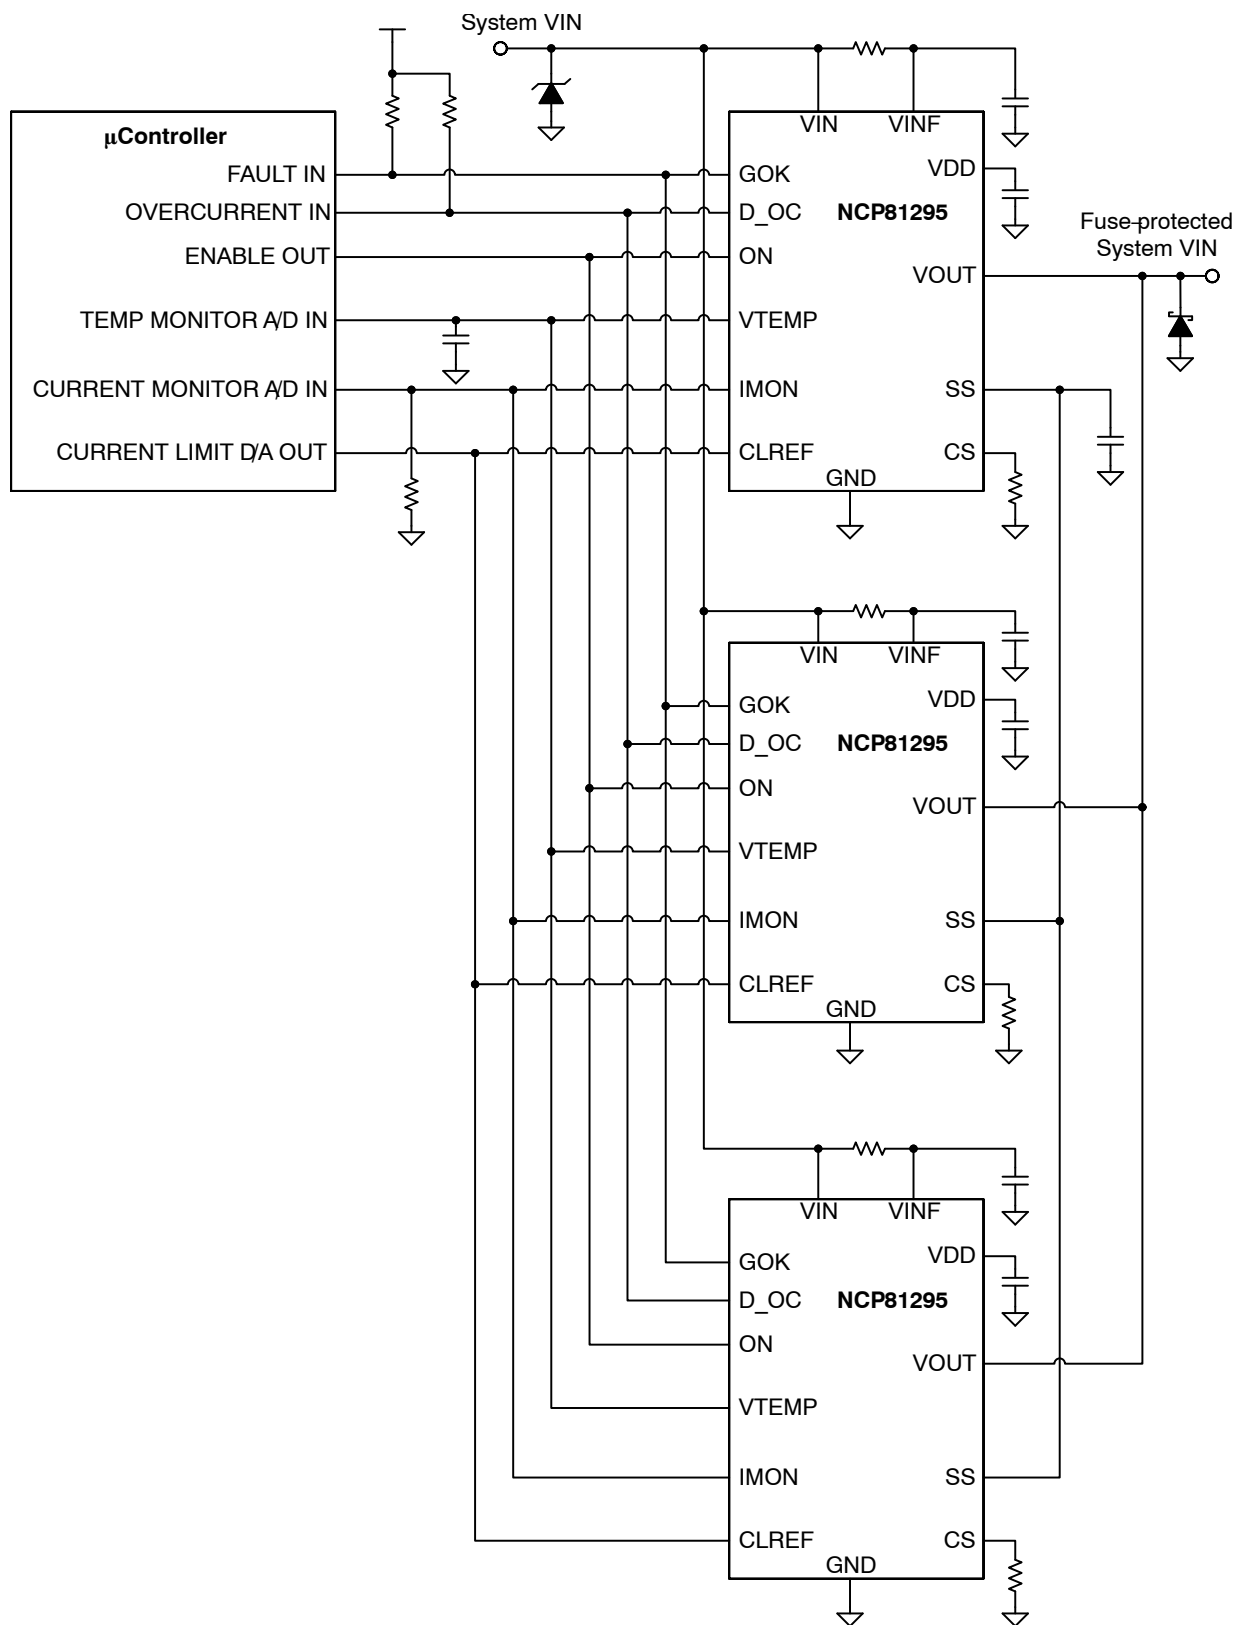 System VIN
µController
FAULT IN
OVERCURRENT IN
ENABLE OUT
TEMP MONITOR A/D IN
CURRENT MONITOR A/D IN
CURRENT LIMIT D/A OUT
VIN
VINF
GOK
D_OC
ON
VTEMP
IMON
CLREF
GND
NCP81295
VDD
VOUT
SS
CS
Fuse-protected
System VIN
VIN
VINF
GOK
D_OC
ON
VTEMP
IMON
CLREF
GND
NCP81295
VDD
VOUT
SS
CS
VIN
VINF
GOK
D_OC
ON
VTEMP
IMON
CLREF
GND
NCP81295
VDD
VOUT
SS
CS